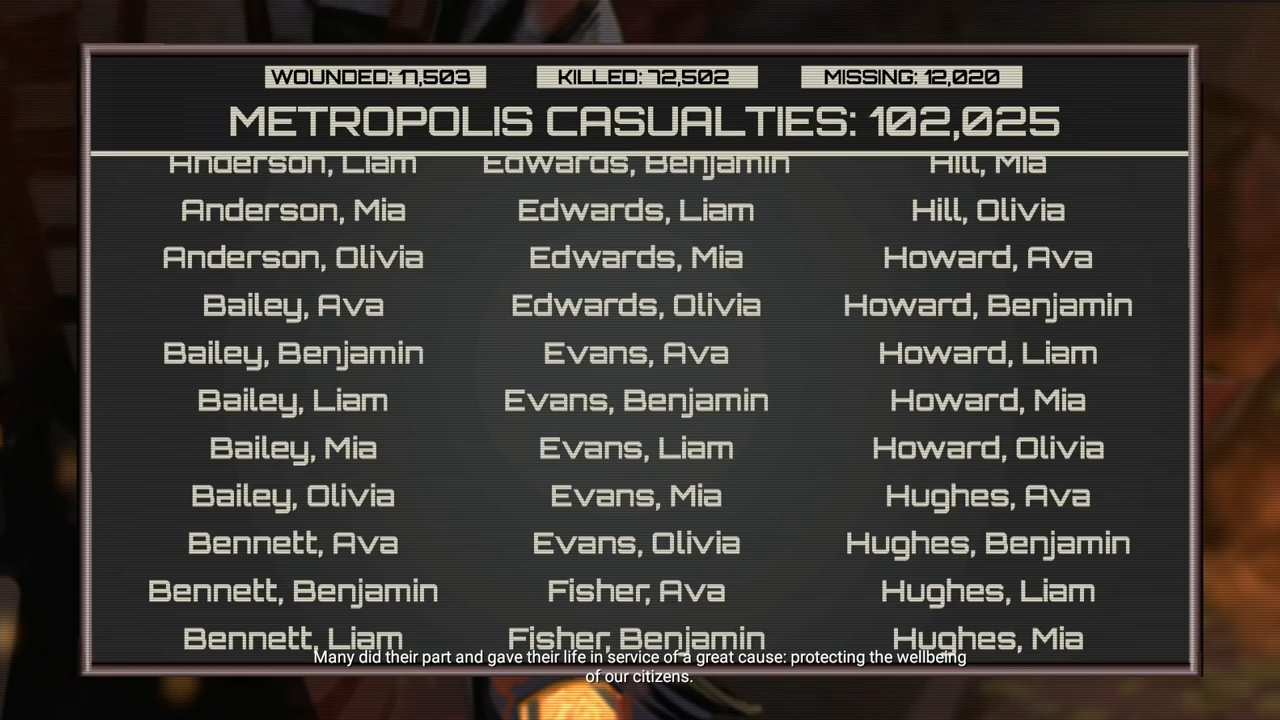 WOUNDED: 17,503 KILLED: 72,502 MISSING: 12,020
METROPOLIS CASUALTIES: 102,025
Anderson, Liam Edwards, Benjamin Hill, Mia
Anderson, Mia Edwards, Liam Hill, Olivia
Anderson, Olivia Edwards, Mia Howard, Ava
Bailey, Ava Edwards, Olivia Howard, Benjamin
Bailey, Benjamin Evans, Ava Howard, Liam
Bailey, Liam Evans, Benjamin Howard, Mia
Bailey, Mia Evans, Liam Howard, Olivia
Bailey, Olivia Evans, Mia Hughes, Ava
Bennett, Ava Evans, Olivia Hughes, Benjamin
Bennett, Benjamin Fisher, Ava Hughes, Liam
Bennett, Liam Fisher, Benjamin Hughes, Mia
Many did their part and gave their life in service of a great cause: protecting the wellbeing
of our citizens.